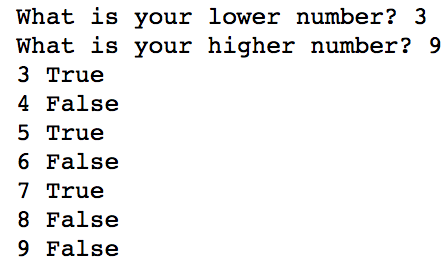 What is your lower number? 3
What is your higher number? 9
3 True
4 False
5 True
6 False
7 True
8 False
9 False